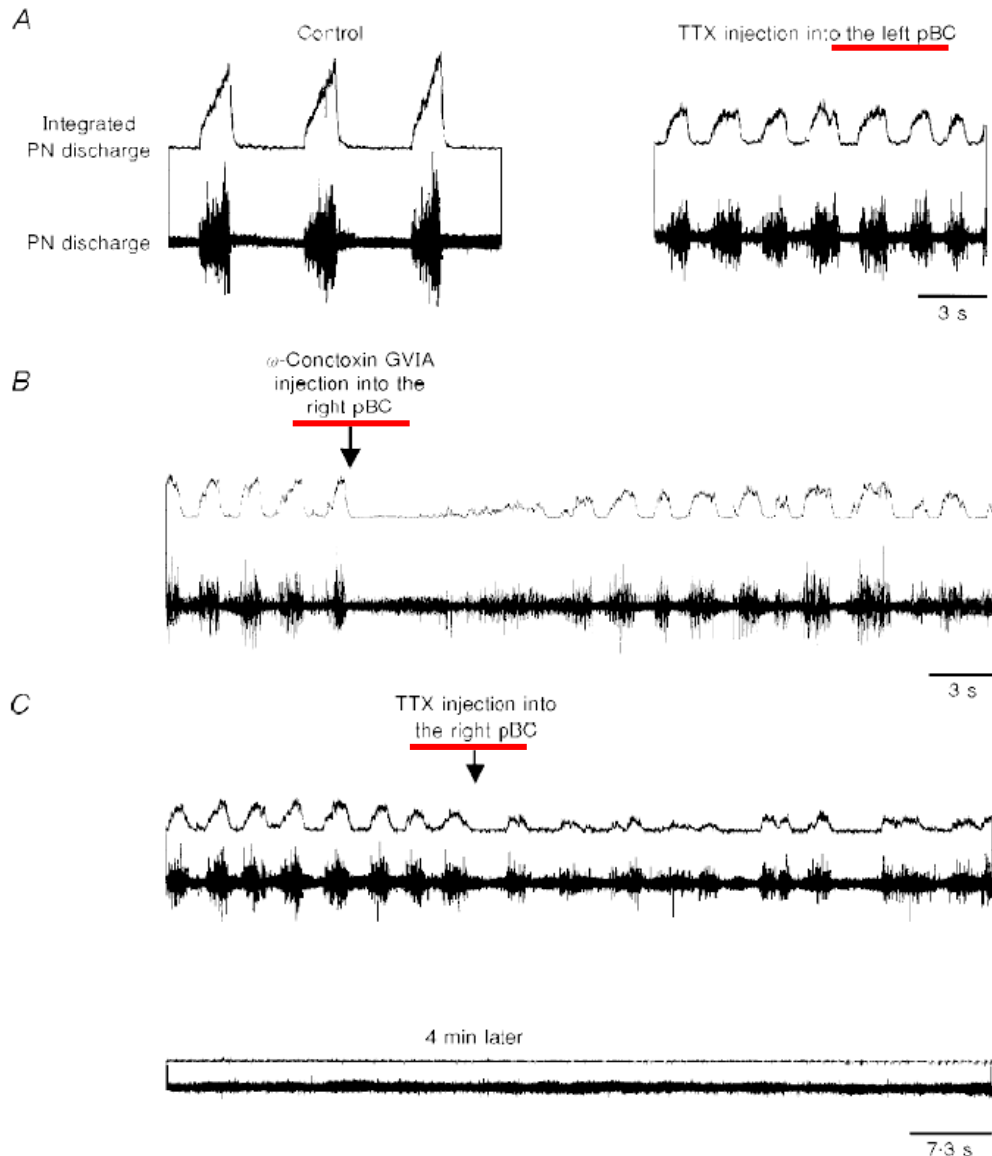 A
Control
TTX injection into the left pBC
Integrated
PN discharge
PN discharge
3 s
B
ω-Conctoxin GVIA
injection into the
right pBC
3 s
C
TTX injection into
the right pBC
4 min later
7·3 s